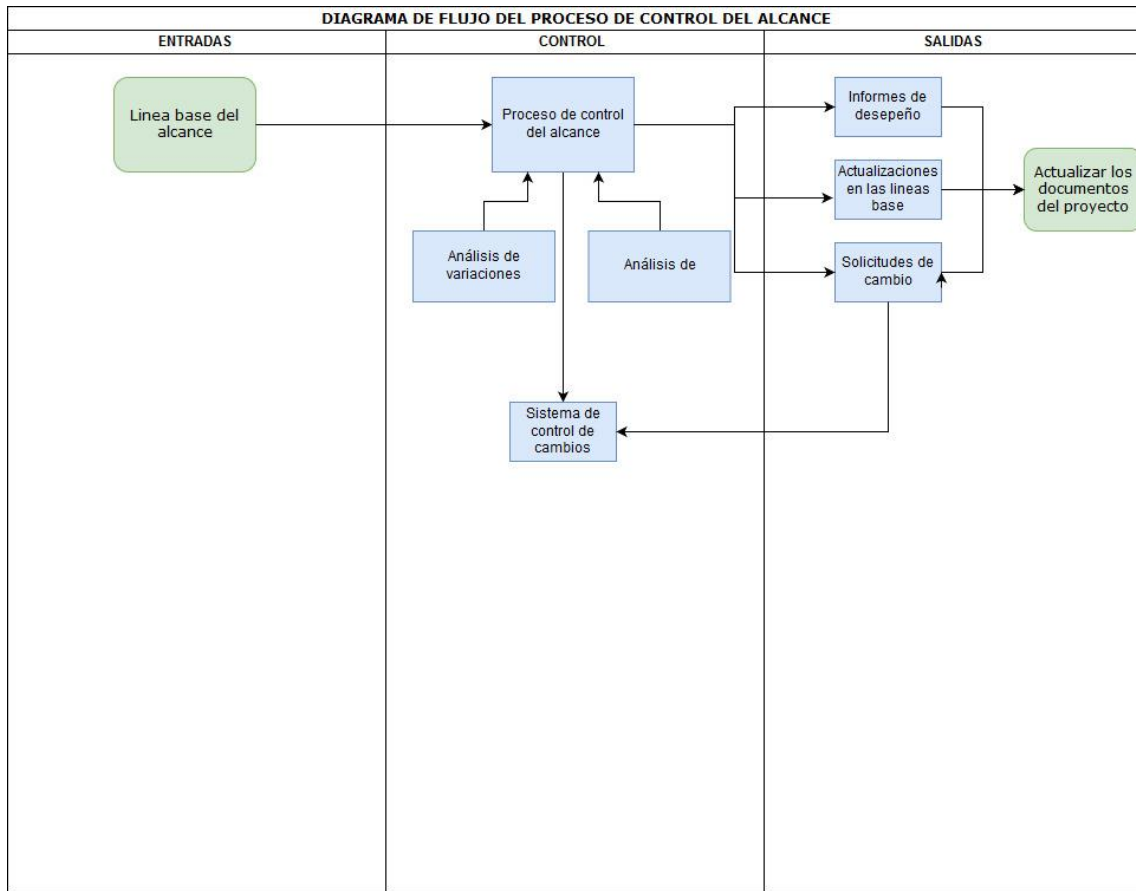 DIAGRAMA DE FLUJO DEL PROCESO DE CONTROL DEL ALCANCE
ENTRADAS
CONTROL
SALIDAS
Linea base del
alcance
Proceso de control
del alcance
Informes de
desepeño
Actualizaciones
en las lineas
base
Solicitudes de
cambio
Actualizar los
documentos
del proyecto
Análisis de
variaciones
Análisis de
Sistema de
control de
cambios